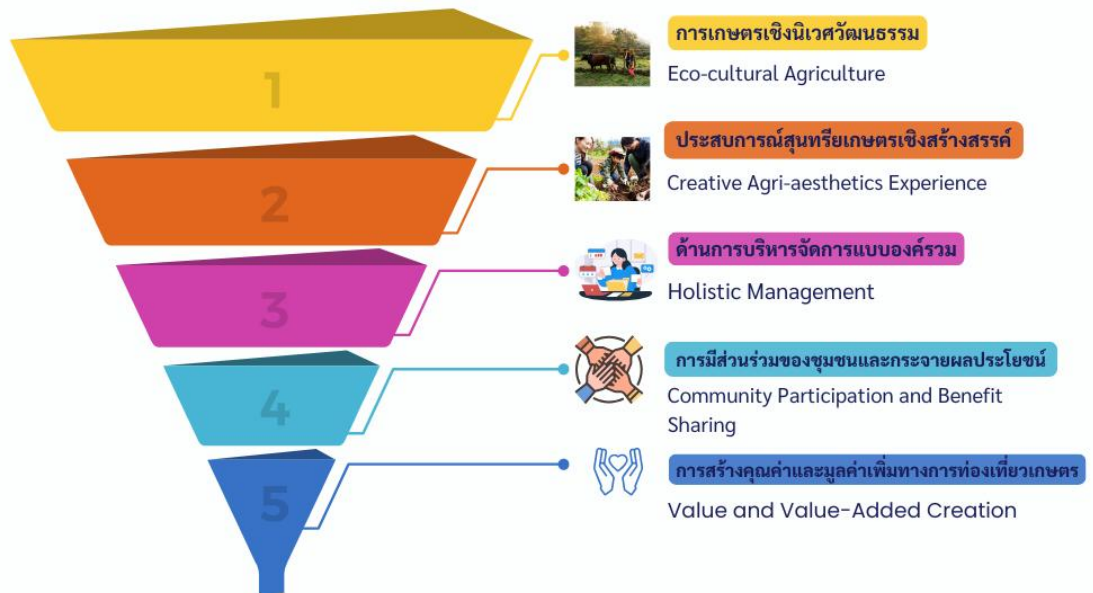 1
การเกษตรเชิงนิเวศวัฒนธรรม
Eco-cultural Agriculture
2
ประสบการณ์สุนทรียเกษตรเชิงสร้างสรรค์
Creative Agri-aesthetics Experience
3
ด้านการบริหารจัดการแบบองค์รวม
Holistic Management
4
การมีส่วนร่วมของชุมชนและกระจายผลประโยชน์
Community Participation and Benefit
Sharing
5
การสร้างคุณค่าและมูลค่าเพิ่มทางการท่องเที่ยวเกษตร
Value and Value-Added Creation